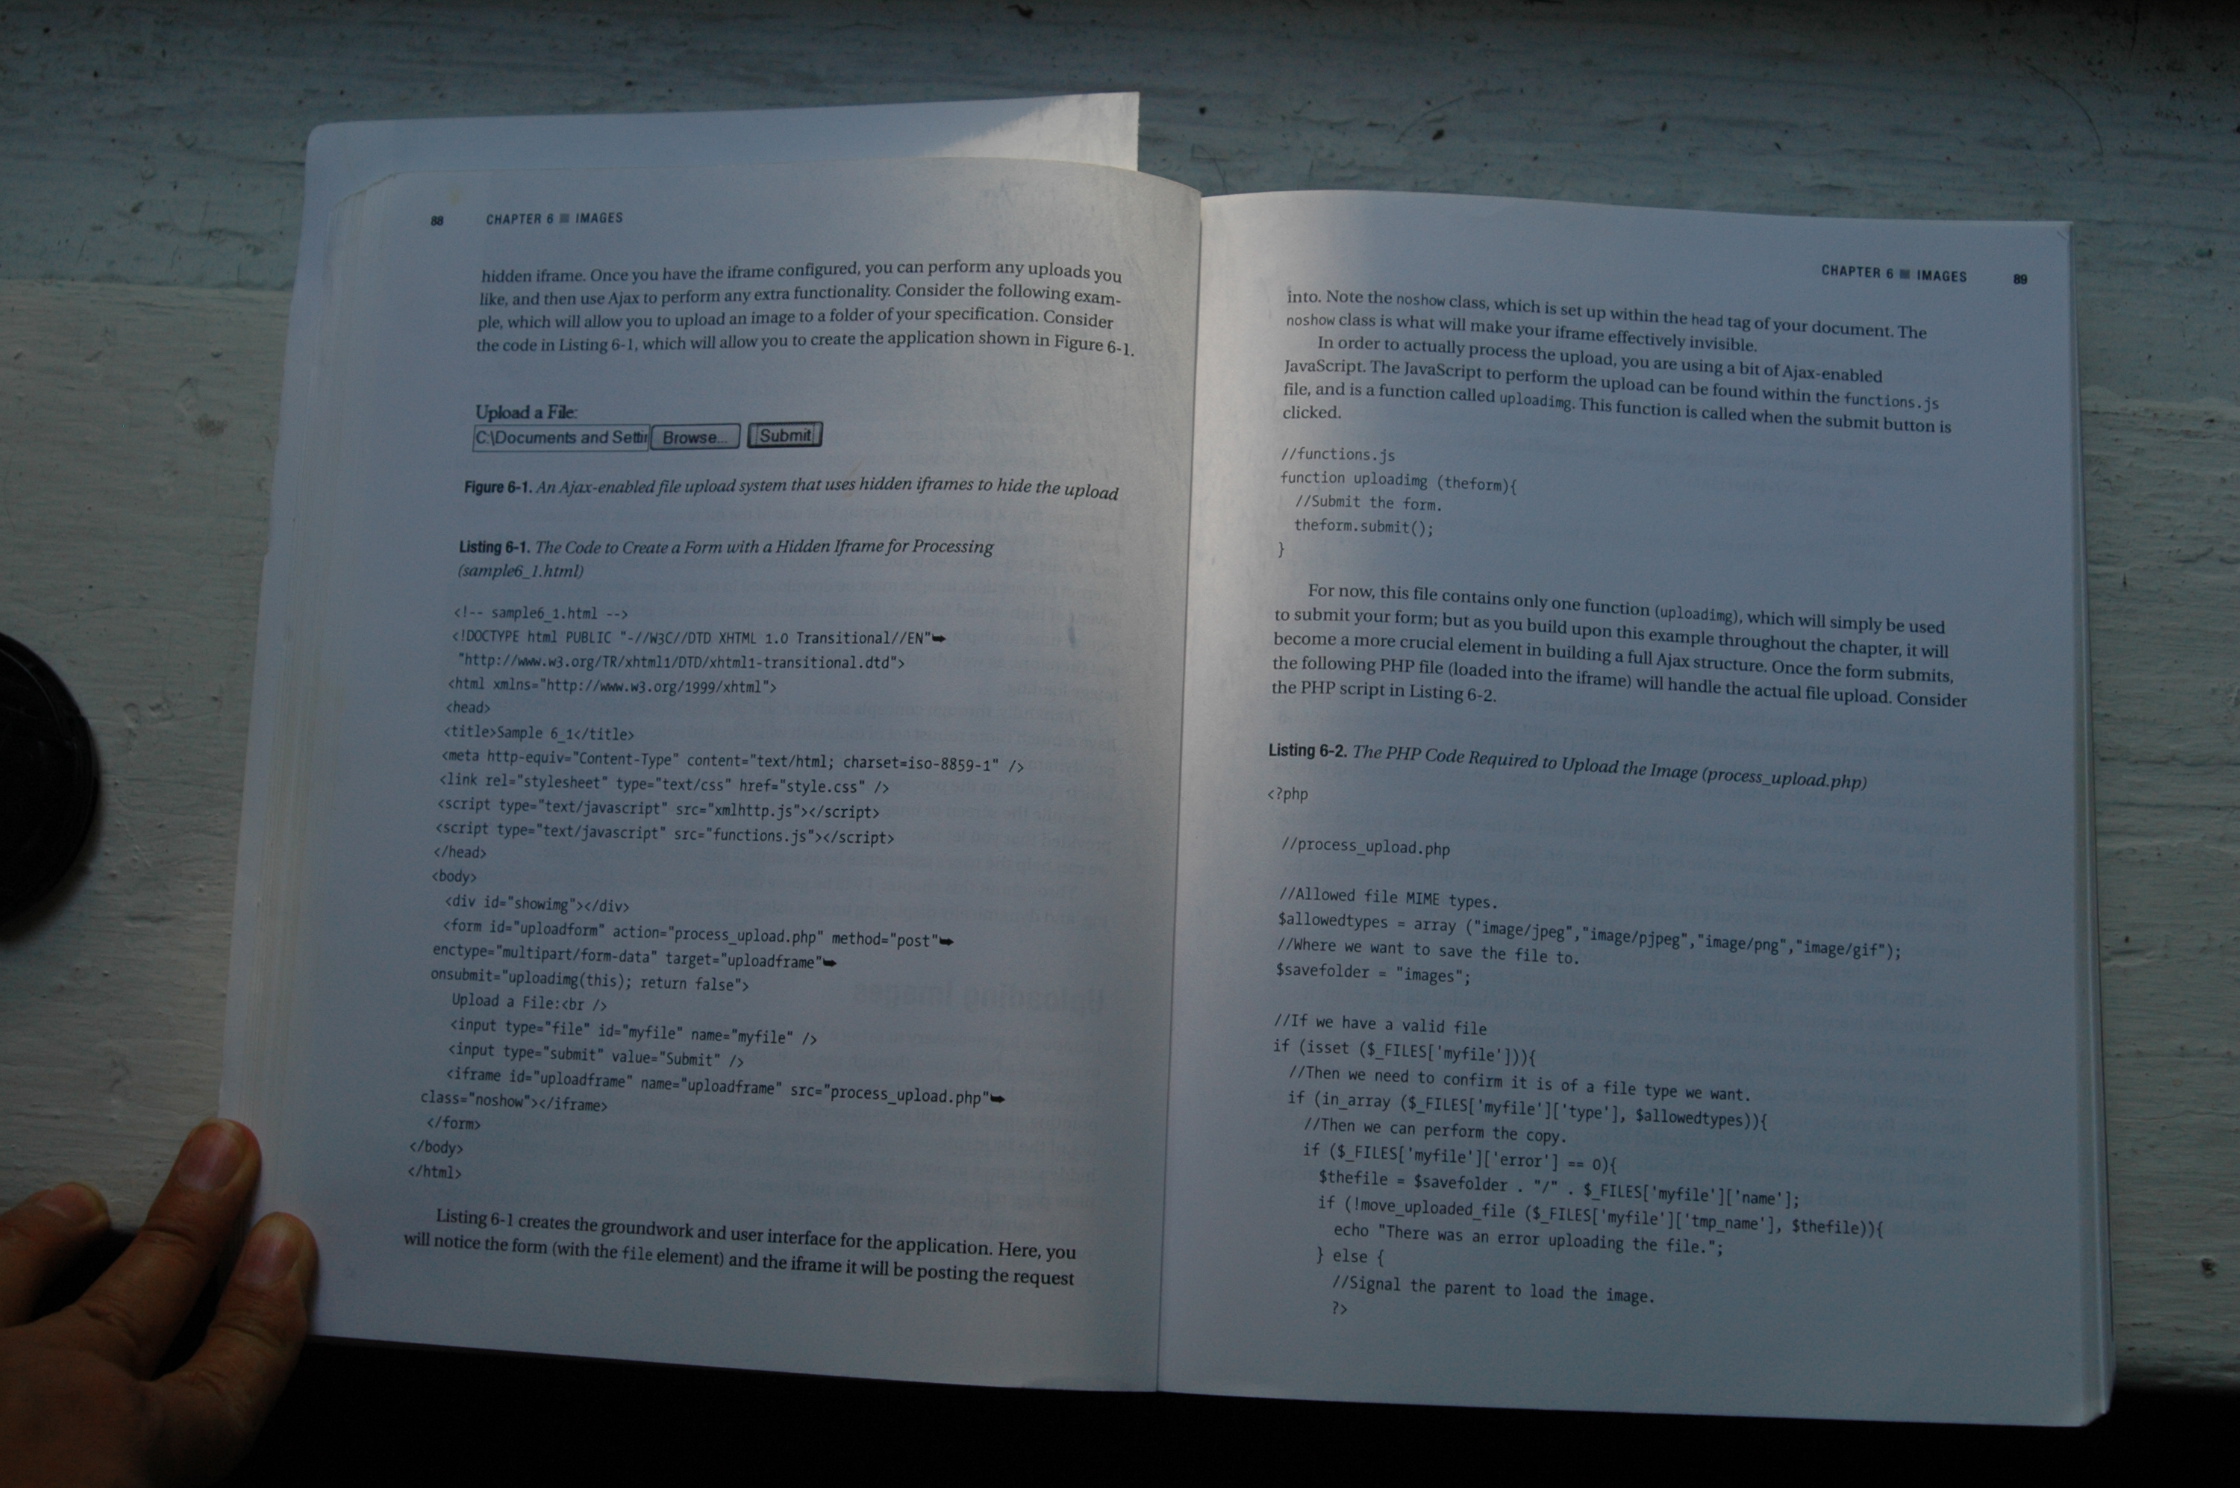 88 CHAPTER 6 ■ IMAGES
hidden iframe. Once you have the iframe configured, you can perform any uploads you
like, and then use Ajax to perform any extra functionality. Consider the following exam-
ple, which will allow you to upload an image to a folder of your specification. Consider
the code in Listing 6-1, which will allow you to create the application shown in Figure 6-1.
Upload a File:
C:\Documents and Settin Browse... Submit
Figure 6-1. An Ajax-enabled file upload system that uses hidden iframes to hide the upload
Listing 6-1. The Code to Create a Form with a Hidden Iframe for Processing
(sample6_1.html)
<!-- sample6_1.html -->
<!DOCTYPE html PUBLIC "-//W3C//DTD XHTML 1.0 Transitional//EN"➥
"http://www.w3.org/TR/xhtml1/DTD/xhtml1-transitional.dtd">
<html xmlns="http://www.w3.org/1999/xhtml">
<head>
<title>Sample 6_1</title>
<meta http-equiv="Content-Type" content="text/html; charset=iso-8859-1" />
<link rel="stylesheet" type="text/css" href="style.css" />
<script type="text/javascript" src="xmlhttp.js"></script>
<script type="text/javascript" src="functions.js"></script>
</head>
<body>
<div id="showimg"></div>
<form id="uploadform" action="process_upload.php" method="post"➥
enctype="multipart/form-data" target="uploadframe"➥
onsubmit="uploadimg(this); return false">
Upload a File:<br />
<input type="file" id="myfile" name="myfile" />
<input type="submit" value="Submit" />
<iframe id="uploadframe" name="uploadframe" src="process_upload.php"➥
class="noshow"></iframe>
</form>
</body>
</html>
Listing 6-1 creates the groundwork and user interface for the application. Here, you
will notice the form (with the file element) and the iframe it will be posting the request
CHAPTER 6 ■ IMAGES 89
into. Note the noshow class, which is set up within the head tag of your document. The
noshow class is what will make your iframe effectively invisible.
In order to actually process the upload, you are using a bit of Ajax-enabled
JavaScript. The JavaScript to perform the upload can be found within the functions.js
file, and is a function called uploadimg. This function is called when the submit button is
clicked.
//functions.js
function uploadimg (theform){
//Submit the form.
theform.submit();
}
For now, this file contains only one function (uploadimg), which will simply be used
to submit your form; but as you build upon this example throughout the chapter, it will
become a more crucial element in building a full Ajax structure. Once the form submits,
the following PHP file (loaded into the iframe) will handle the actual file upload. Consider
the PHP script in Listing 6-2.
Listing 6-2. The PHP Code Required to Upload the Image (process_upload.php)
<?php
//process_upload.php
//Allowed file MIME types.
$allowedtypes = array ("image/jpeg","image/pjpeg","image/png","image/gif");
//Where we want to save the file to.
$savefolder = "images";
//If we have a valid file
if (isset ($_FILES['myfile'])){
//Then we need to confirm it is of a file type we want.
if (in_array ($_FILES['myfile']['type'], $allowedtypes)){
//Then we can perform the copy.
if ($_FILES['myfile']['error'] == 0){
$thefile = $savefolder . "/" . $_FILES['myfile']['name'];
if (!move_uploaded_file ($_FILES['myfile']['tmp_name'], $thefile)){
echo "There was an error uploading the file.";
} else {
//Signal the parent to load the image.
?>